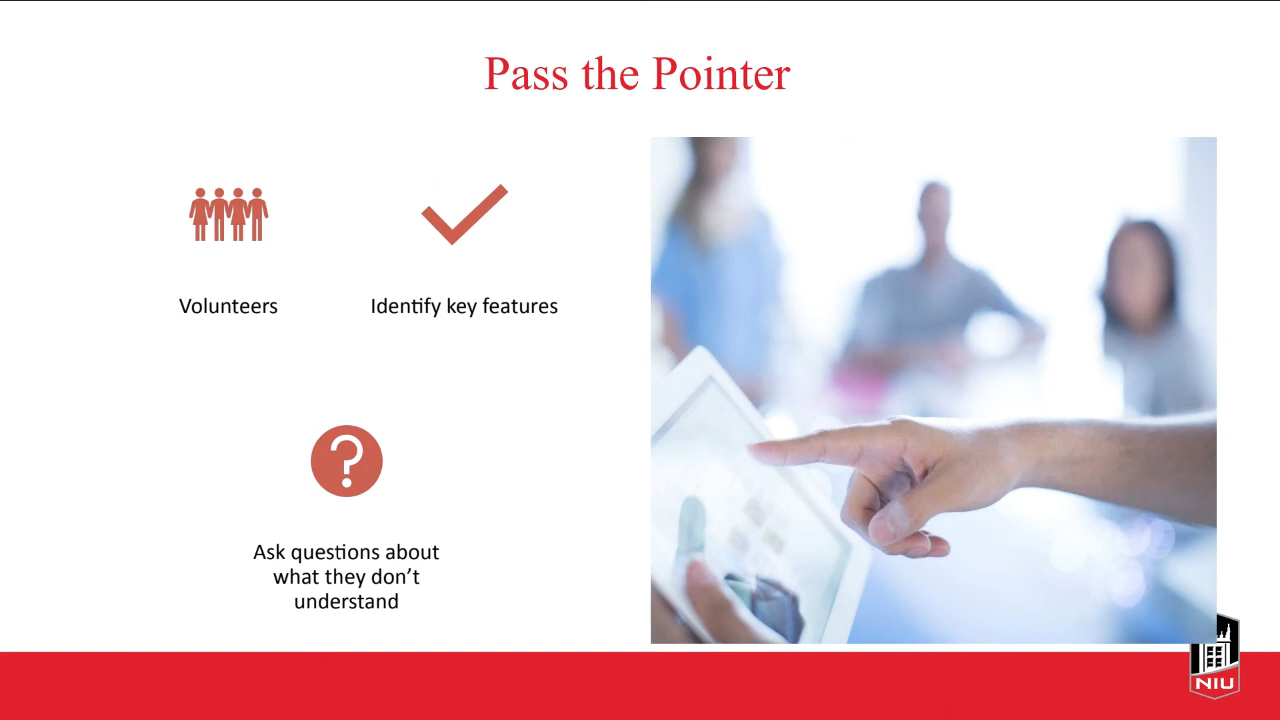 Pass the Pointer
Volunteers
Identify key features
Ask questions about
what they don’t
understand
NIU